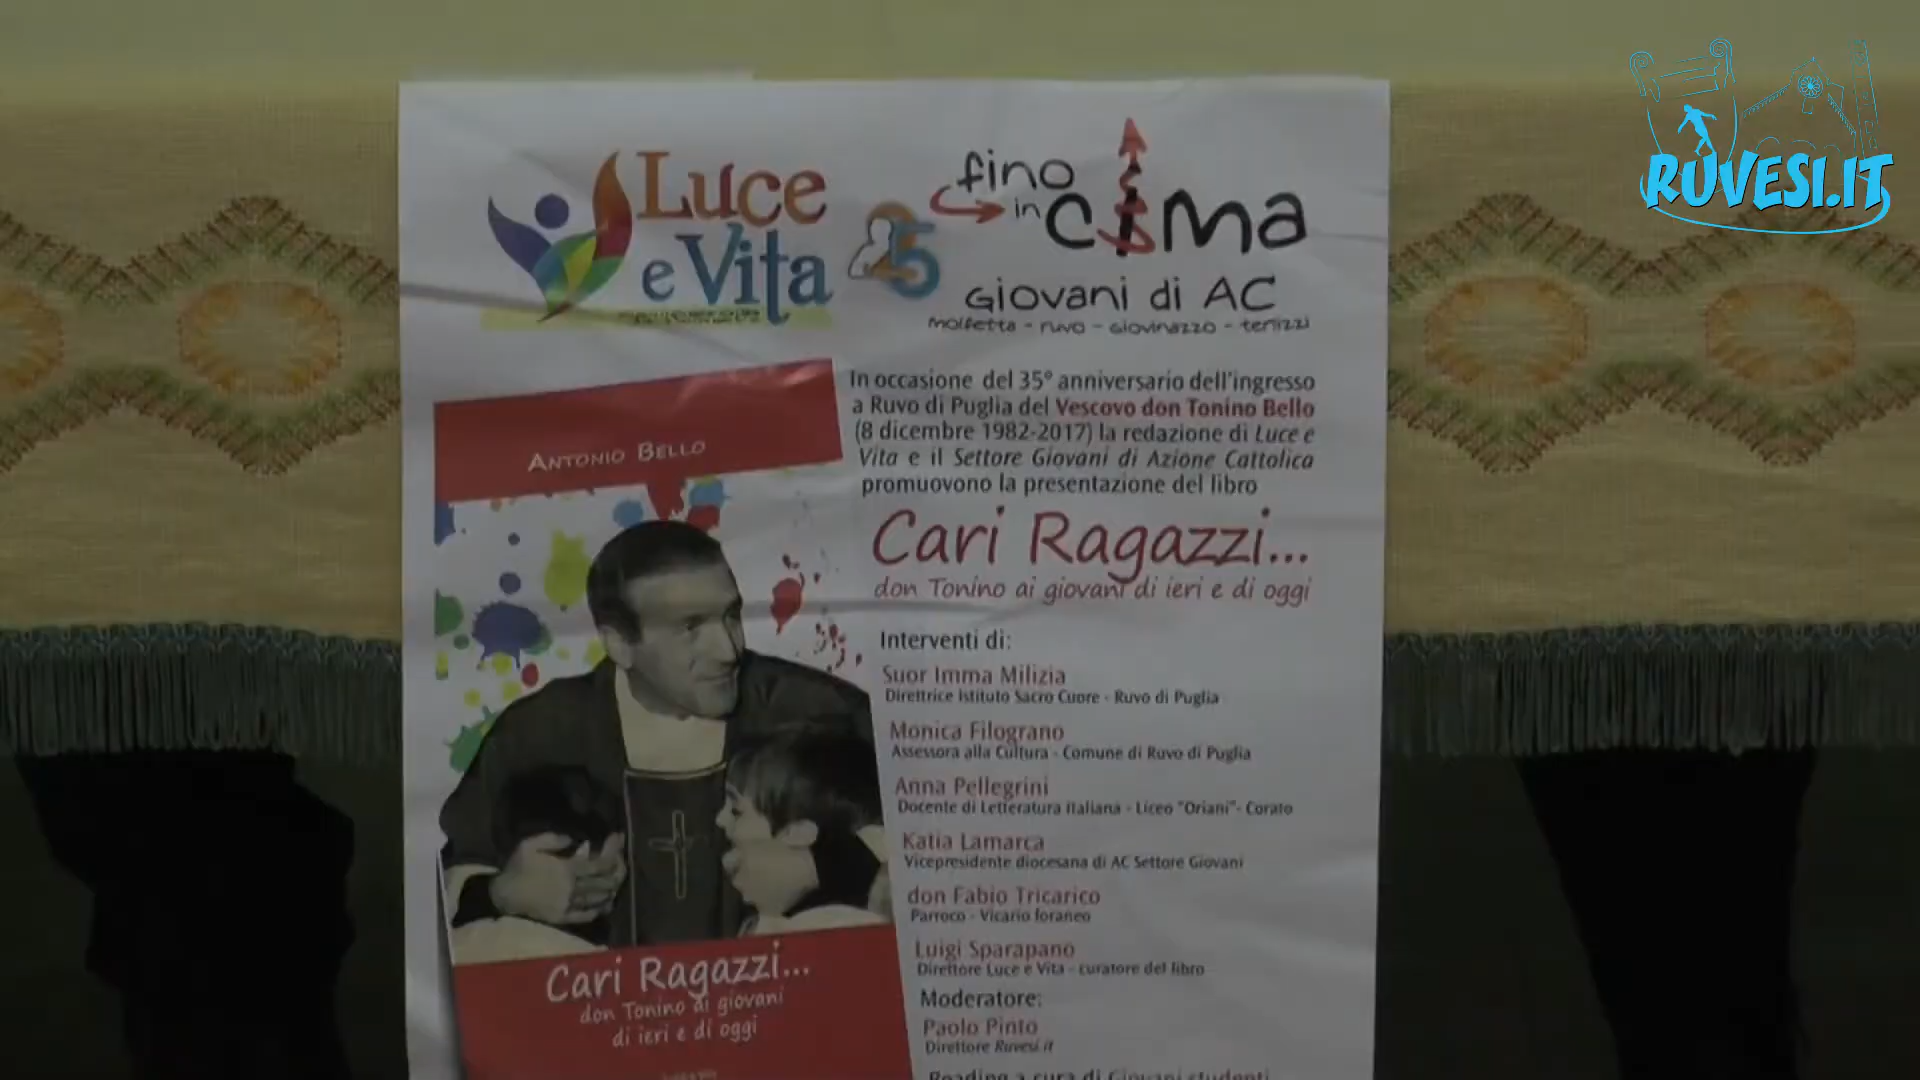 RUVESI.IT
Luce
e Vita
25
fino
in cima
Giovani di AC
molfetta - ruvo - giovinazzo - terlizzi
In occasione del 35° anniversario dell'ingresso
a Ruvo di Puglia del Vescovo don Tonino Bello
(8 dicembre 1982-2017) la redazione di Luce e
Vita e il Settore Giovani di Azione Cattolica
promuovono la presentazione del libro
Cari Ragazzi...
don Tonino ai giovani di ieri e di oggi
Interventi di:
Suor Imma Milizia
Direttrice Istituto Sacro Cuore - Ruvo di Puglia
Monica Filograno
Assessora alla Cultura - Comune di Ruvo di Puglia
Anna Pellegrini
Docente di Letteratura Italiana - Liceo "Oriani"- Corato
Katia Lamarca
Vicepresidente diocesana di AC Settore Giovani
don Fabio Tricarico
Parroco - Vicario foraneo
Luigi Sparapano
Direttore Luce e Vita - curatore del libro
Moderatore:
Paolo Pinto
Direttore Ruvesi.it
Reading a cura di Giovani studenti
Antonio Bello
Cari Ragazzi...
don Tonino ai giovani
di ieri e di oggi